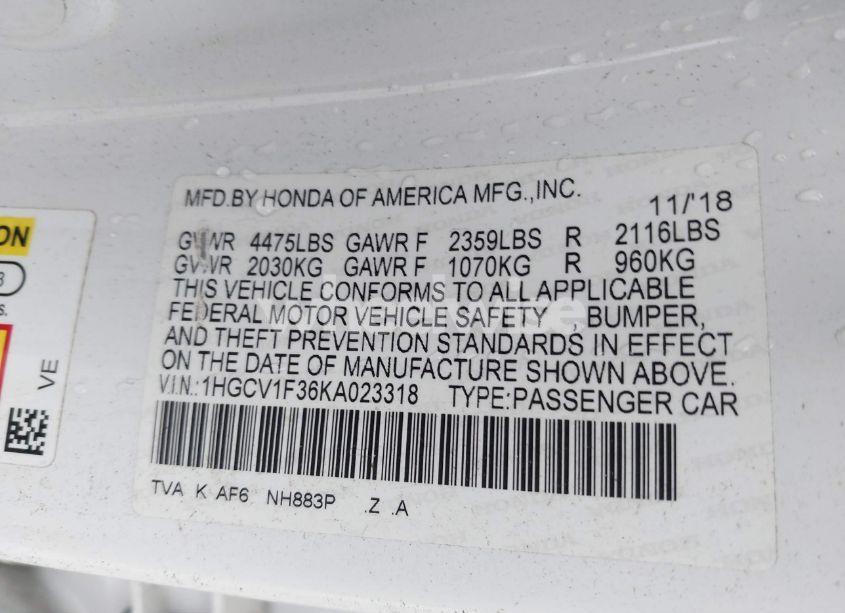 MFD.BY HONDA OF AMERICA MFG.,INC. 11/'18
GVWR 4475LBS GAWR F 2359LBS R 2116LBS
GVWR 2030KG GAWR F 1070KG R 960KG
THIS VEHICLE CONFORMS TO ALL APPLICABLE
FEDERAL MOTOR VEHICLE SAFETY , BUMPER,
AND THEFT PREVENTION STANDARDS IN EFFECT
ON THE DATE OF MANUFACTURE SHOWN ABOVE.
V.I.N.:1HGCV1F36KA023318 TYPE:PASSENGER CAR
TVA K AF6 NH883P .Z .A
ON
3
s.
VE